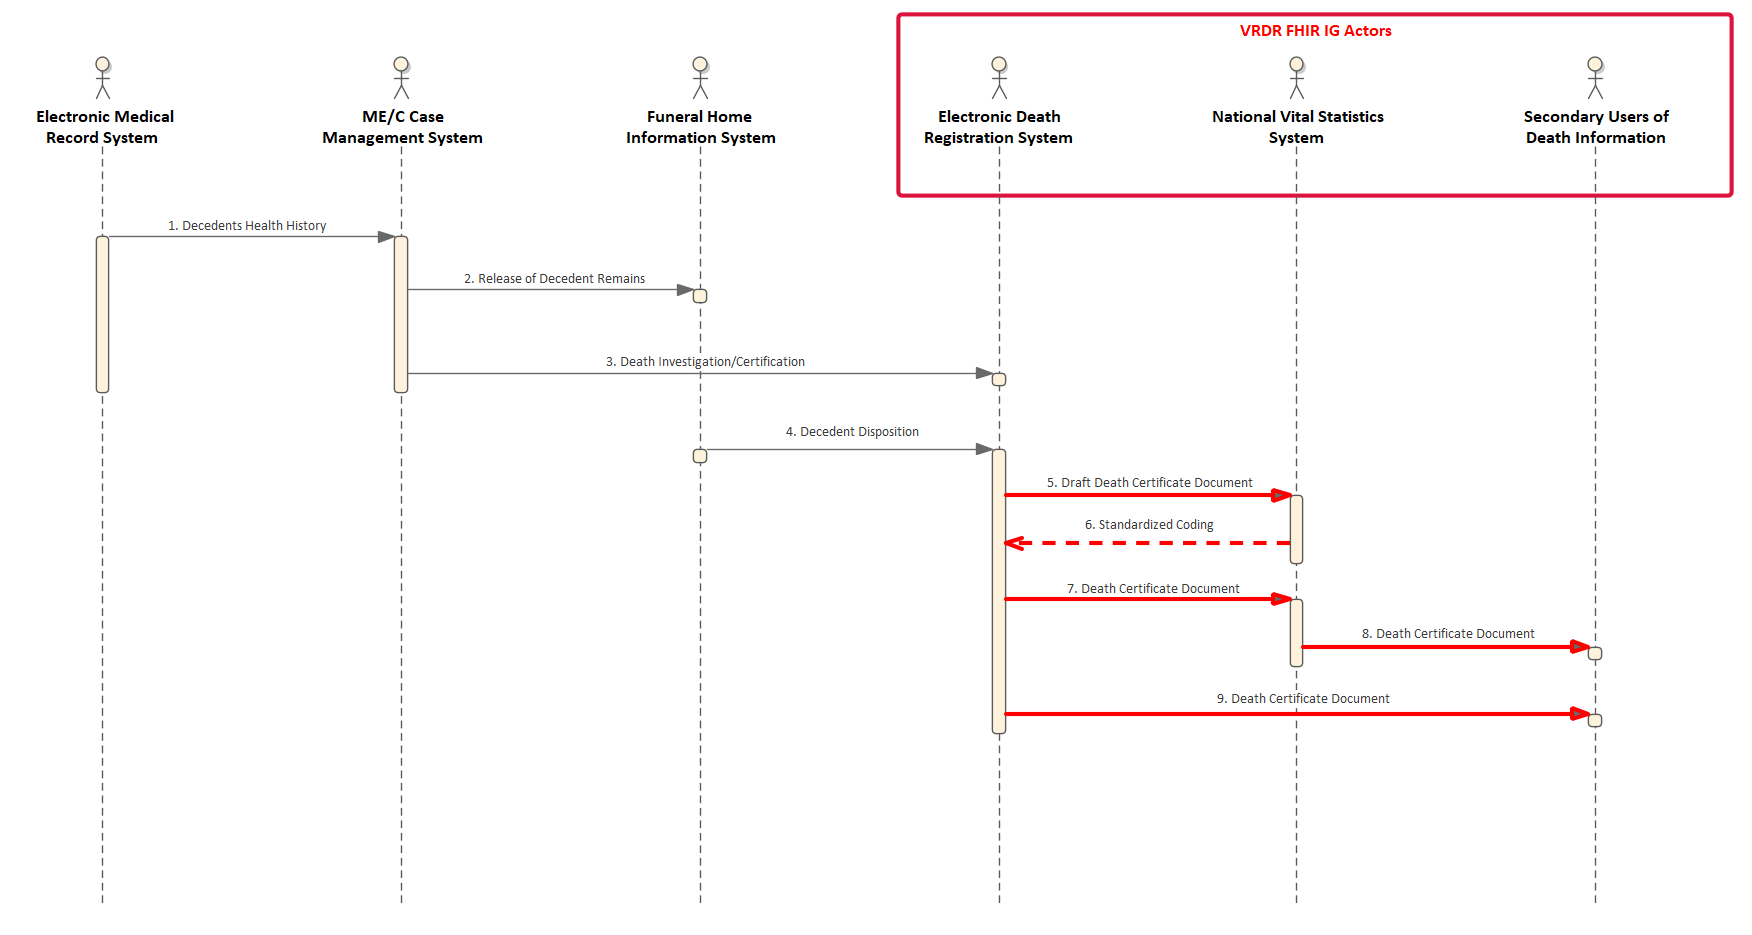 VRDR FHIR IG Actors
Electronic Medical
Record System
ME/C Case
Management System
Funeral Home
Information System
Electronic Death
Registration System
National Vital Statistics
System
Secondary Users of
Death Information
1. Decedents Health History
2. Release of Decedent Remains
3. Death Investigation/Certification
4. Decedent Disposition
5. Draft Death Certificate Document
6. Standardized Coding
7. Death Certificate Document
8. Death Certificate Document
9. Death Certificate Document